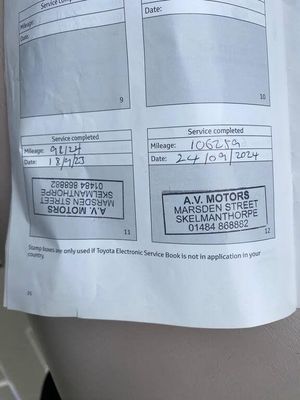 Service completed
Mileage:
Date:
9
Date:
10
Service completed
Mileage: 98124
Date: 18/9/23
A.V. MOTORS
MARSDEN STREET
SKELMANTHORPE
01484 868882
11
Service completed
Mileage: 106259
Date: 24/09/2024
A.V. MOTORS
MARSDEN STREET
SKELMANTHORPE
01484 868882
12
Stamp boxes are only used if Toyota Electronic Service Book is not in application in your
country.